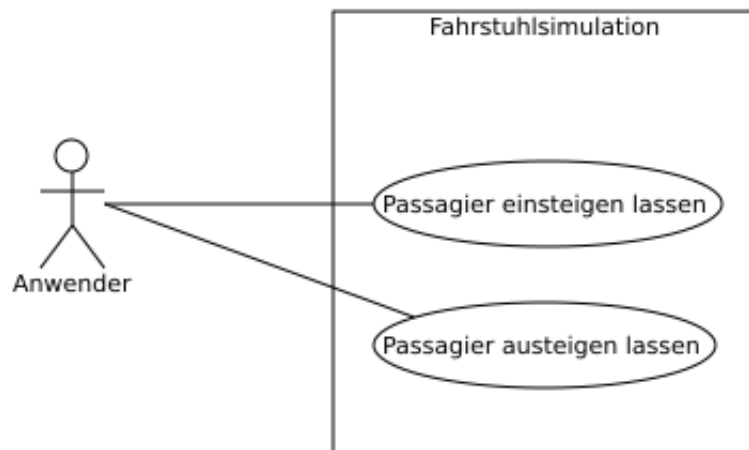 Fahrstuhlsimulation
Passagier einsteigen lassen
Anwender
Passagier austeigen lassen